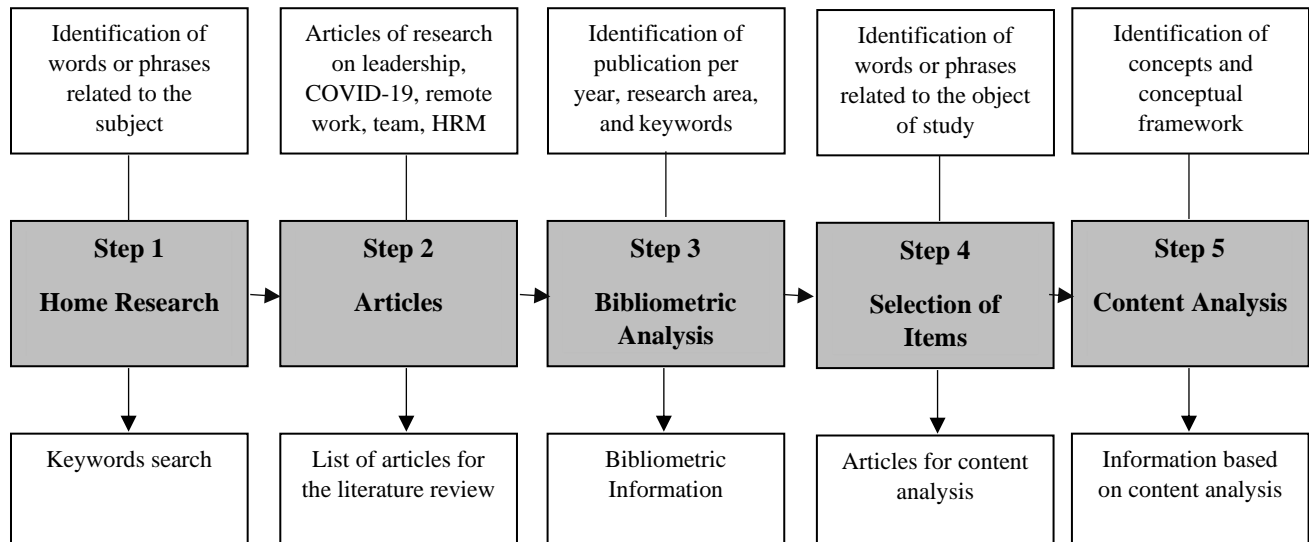 Identification of
words or phrases
related to the
subject
Articles of research
on leadership,
COVID-19, remote
work, team, HRM
Identification of
publication per
year, research area,
and keywords
Identification of
words or phrases
related to the object
of study
Identification of
concepts and
conceptual
framework
Step 1
Home Research
Step 2
Articles
Step 3
Bibliometric
Analysis
Step 4
Selection of
Items
Step 5
Content Analysis
Keywords search
List of articles for
the literature review
Bibliometric
Information
Articles for content
analysis
Information based
on content analysis